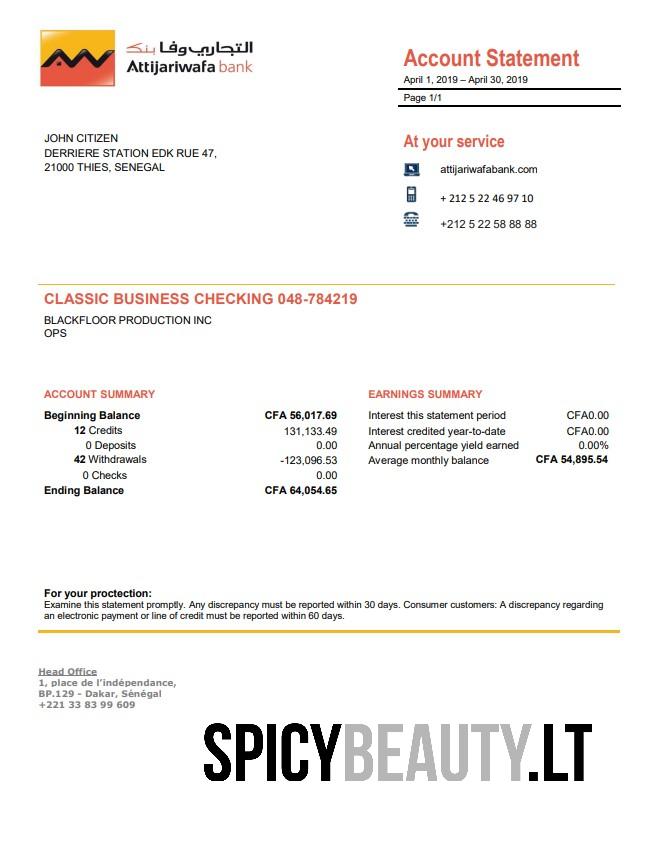 التجاري وفا بنك
Attijariwafa bank
Account Statement
April 1, 2019 – April 30, 2019
Page 1/1
JOHN CITIZEN
DERRIERE STATION EDK RUE 47,
21000 THIES, SENEGAL
At your service
attijariwafabank.com
+ 212 5 22 46 97 10
+212 5 22 58 88 88
CLASSIC BUSINESS CHECKING 048-784219
BLACKFLOOR PRODUCTION INC
OPS
ACCOUNT SUMMARY
Beginning Balance CFA 56,017.69
12 Credits 131,133.49
0 Deposits 0.00
42 Withdrawals -123,096.53
0 Checks 0.00
Ending Balance CFA 64,054.65
EARNINGS SUMMARY
Interest this statement period CFA0.00
Interest credited year-to-date CFA0.00
Annual percentage yield earned 0.00%
Average monthly balance CFA 54,895.54
For your proctection:
Examine this statement promptly. Any discrepancy must be reported within 30 days. Consumer customers: A discrepancy regarding
an electronic payment or line of credit must be reported within 60 days.
Head Office
1, place de l'indépendance,
BP.129 - Dakar, Sénégal
+221 33 83 99 609
SPICYBEAUTY.LT